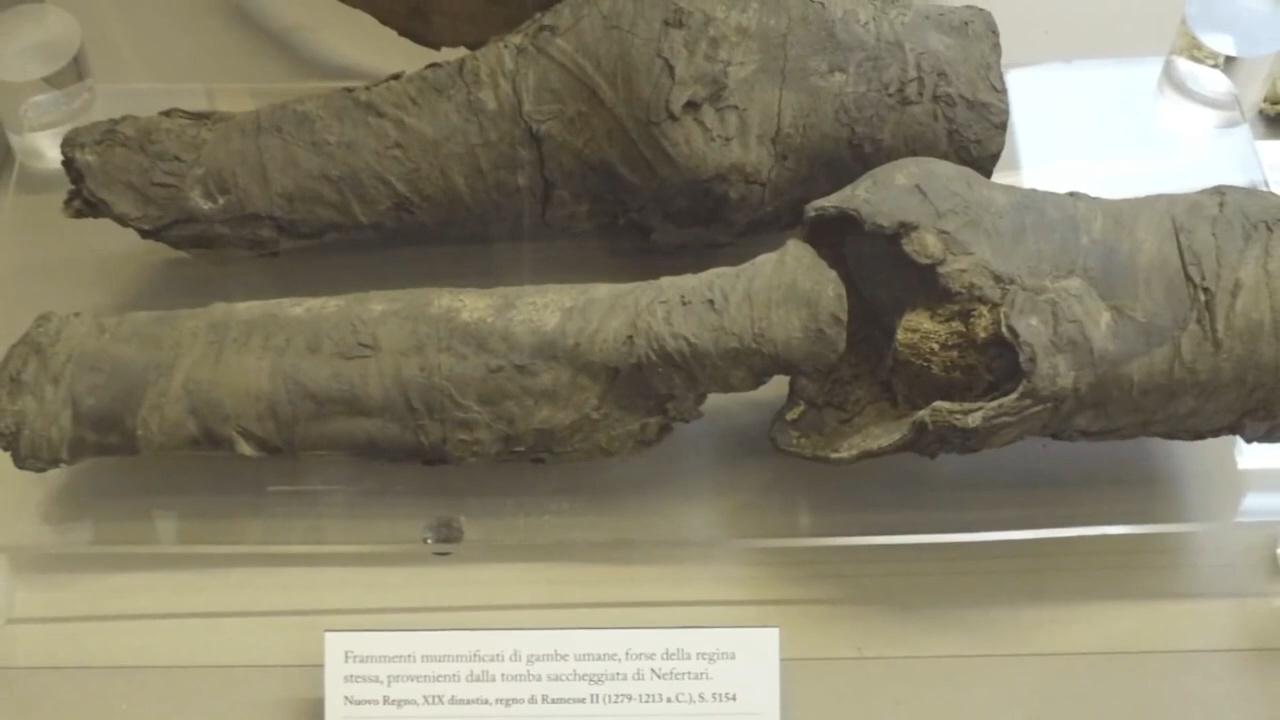 Frammenti mummificati di gambe umane, forse della regina
stessa, provenienti dalla tomba saccheggiata di Nefertari.
Nuovo Regno, XIX dinastia, regno di Ramesse II (1279-1213 a.C.), S. 5154